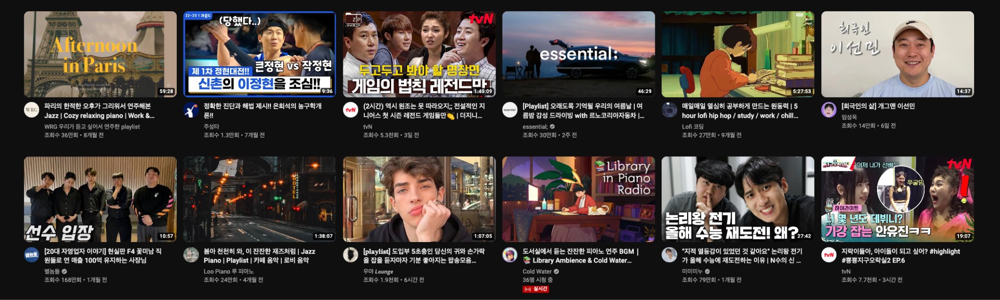 Afternoon
in Paris
59:28
WRG
파리의 한적한 오후가 그리워서 연주해본
Jazz | Cozy relaxing piano | Work &...
WRG 우리가 듣고 싶어서 연주한 playlist
조회수 36만회 • 8개월 전
22-23 1 라운드
(당했다..)
큰정현 vs 작정현
제 1차 정현대전!!
신촌의 이정현을 조심!!
9:36
정확한 진단과 해법 제시!! 은희석의 농구학개
론!!
주성타
조회수 1.3만회 • 7개월 전
ZIP
tvN
두고두고 봐야 할 명장면
게임의 법칙 레전드만
1:49:09
tvN
(2시간) 역시 원조는 못 따라오지;; 전설적인 지
니어스 첫 시즌 레전드 게임들만👏 | 더지니...
tvN
조회수 5.3천회 • 3일 전
essential;
46:29
essential;
[Playlist] 오래도록 기억될 우리의 여름날 | 여
름밤 감성 드라이빙 with 르노코리아자동차 |...
essential;
조회수 30만회 • 2주 전
5:27:53
매일매일 열심히 공부하게 만드는 원동력 | 5
hour lofi hip hop / study / work / chill...
Lofi 코딩
조회수 27만회 • 9개월 전
희극인
이선민
14:37
[희극인의 삶] 개그맨 이선민
임성욱
조회수 14만회 • 6일 전
선수 입장
10:57
별놈들
[20대 자영업자 이야기] 현실판 F4 꽃미남 직
원들로 연 매출 100억 유지하는 사장님
별놈들
조회수 168만회 • 1개월 전
HOTEL
1:38:07
봄아 천천히 와, 이 잔잔한 재즈처럼 | Jazz
Piano | Playlist | 카페 음악 | 로비 음악
Loo Piano 루 피아노
조회수 24만회 • 4개월 전
1:07:05
[playlist] 도입부 5초충인 당신의 귀와 손가락
을 잡을 듣자마자 기분 좋아지는 팝송모음...
우야 Lounge
조회수 1.9천회 • 6시간 전
📚Library
in Piano
Radio
도서실에서 듣는 잔잔한 피아노 연주 BGM |
📚 Library Ambience & Cold Water...
Cold Water
36명 시청 중
실시간
논리왕 전기
올해 수능 재도전! 왜?
27:42
"지적 열등감이 있었던 것 같아요" 논리왕 전기
가 올해 수능에 재도전하는 이유 | N수의 신 ...
미미미누
조회수 79만회 • 1개월 전
이제 내가 선배^^
tvN
쭈굴밈
하이라이트
너 몇 년도 데뷔니?
기강 잡는 안유진ㅋㅋ
19:07
tvN
지락이들아, 아이돌이 되고 싶어? #highlight
#뿅뿅지구오락실2 EP.6
tvN
조회수 7.7천회 • 3시간 전